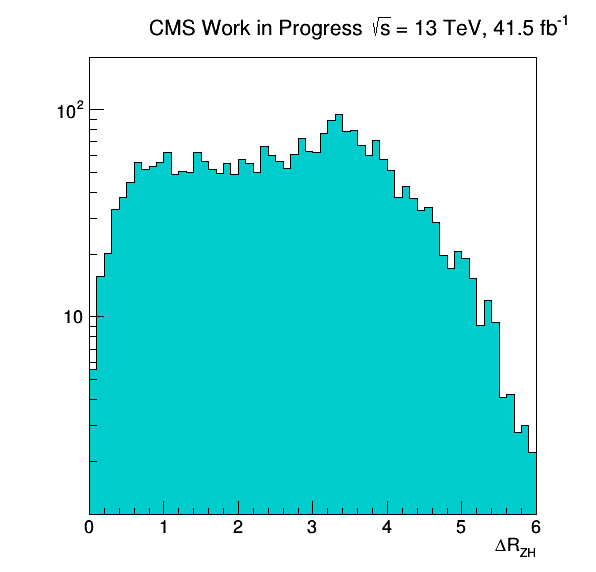 CMS Work in Progress √s = 13 TeV, 41.5 fb⁻¹
10²
10
0 1 2 3 4 5 6
ΔR_ZH